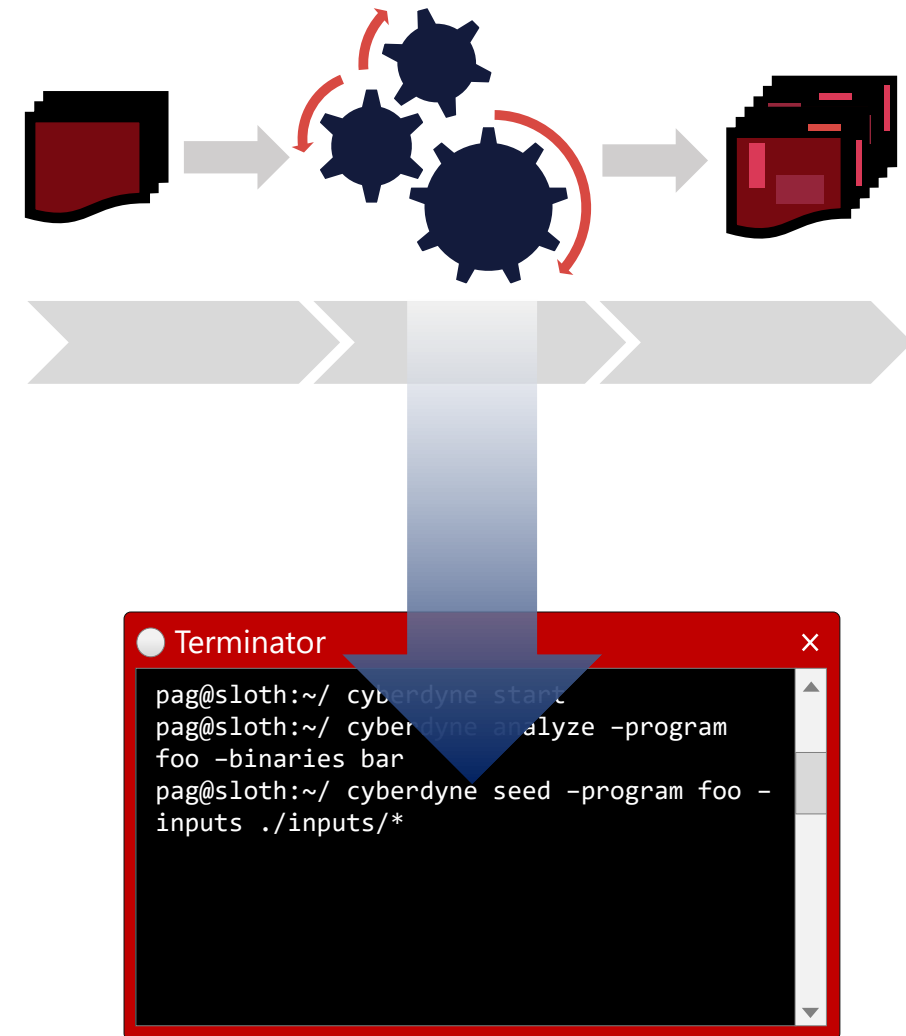 Terminator
pag@sloth:~/ cyberdyne start
pag@sloth:~/ cyberdyne analyze –program
foo –binaries bar
pag@sloth:~/ cyberdyne seed –program foo –
inputs ./inputs/*